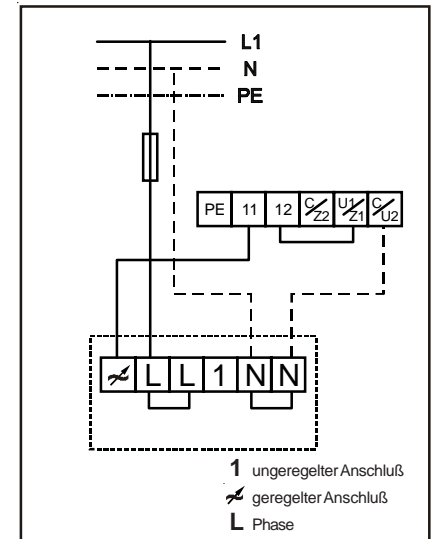 L1
N
PE
PE 11 12 C/Z2 U1/Z1 C/U2
L L 1 N N
1 ungeregelter Anschluß
geregelter Anschluß
L Phase